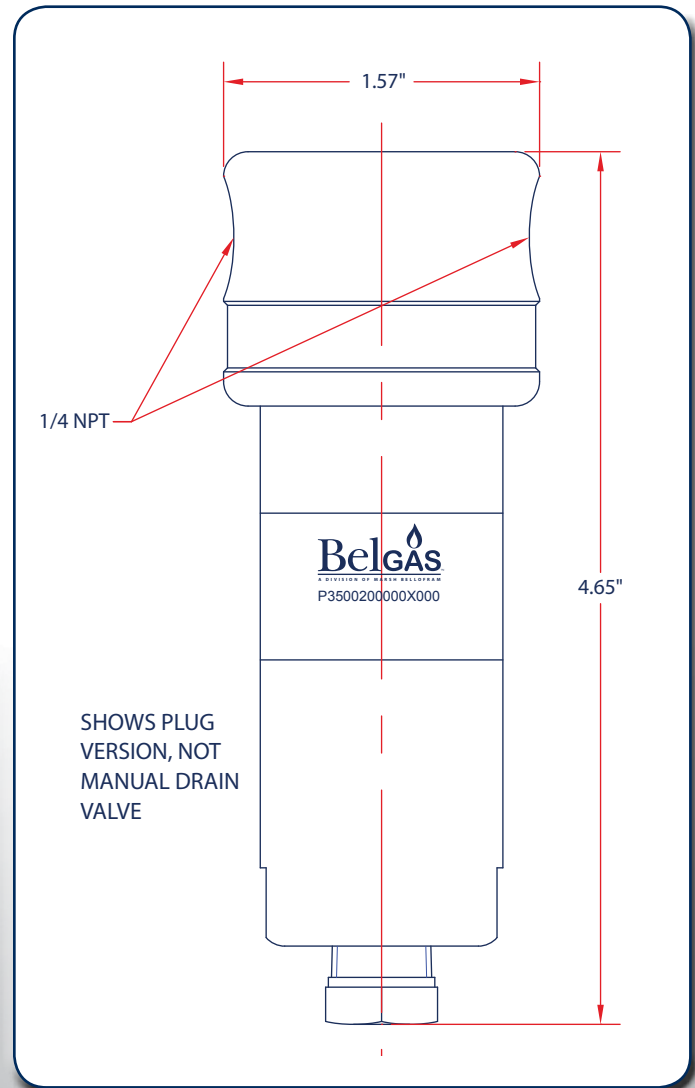 1.57"
1/4 NPT
BelGAS
A DIVISION OF MARSH BELLOFRAM
P3500200000X000
4.65"
SHOWS PLUG
VERSION, NOT
MANUAL DRAIN
VALVE